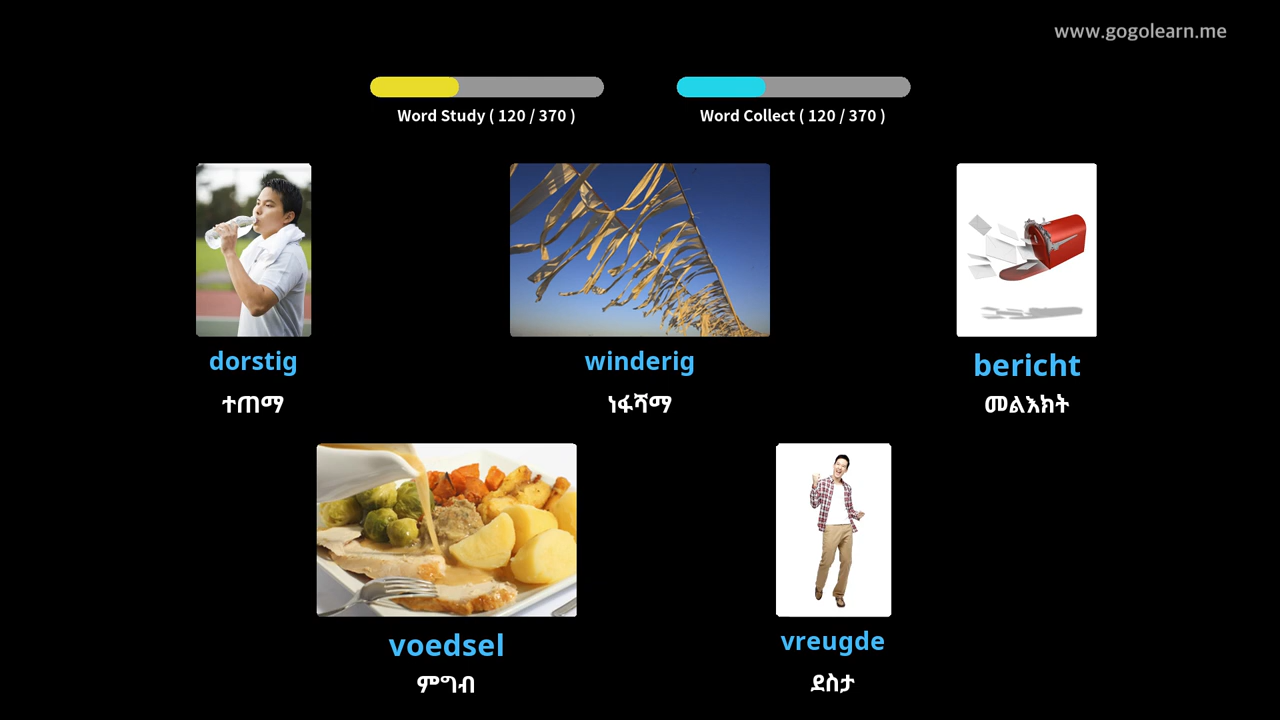 www.gogolearn.me
Word Study ( 120 / 370 )
Word Collect ( 120 / 370 )
dorstig
ተጠማ
winderig
ነፋሻማ
bericht
መልእክት
voedsel
ምግብ
vreugde
ደስታ